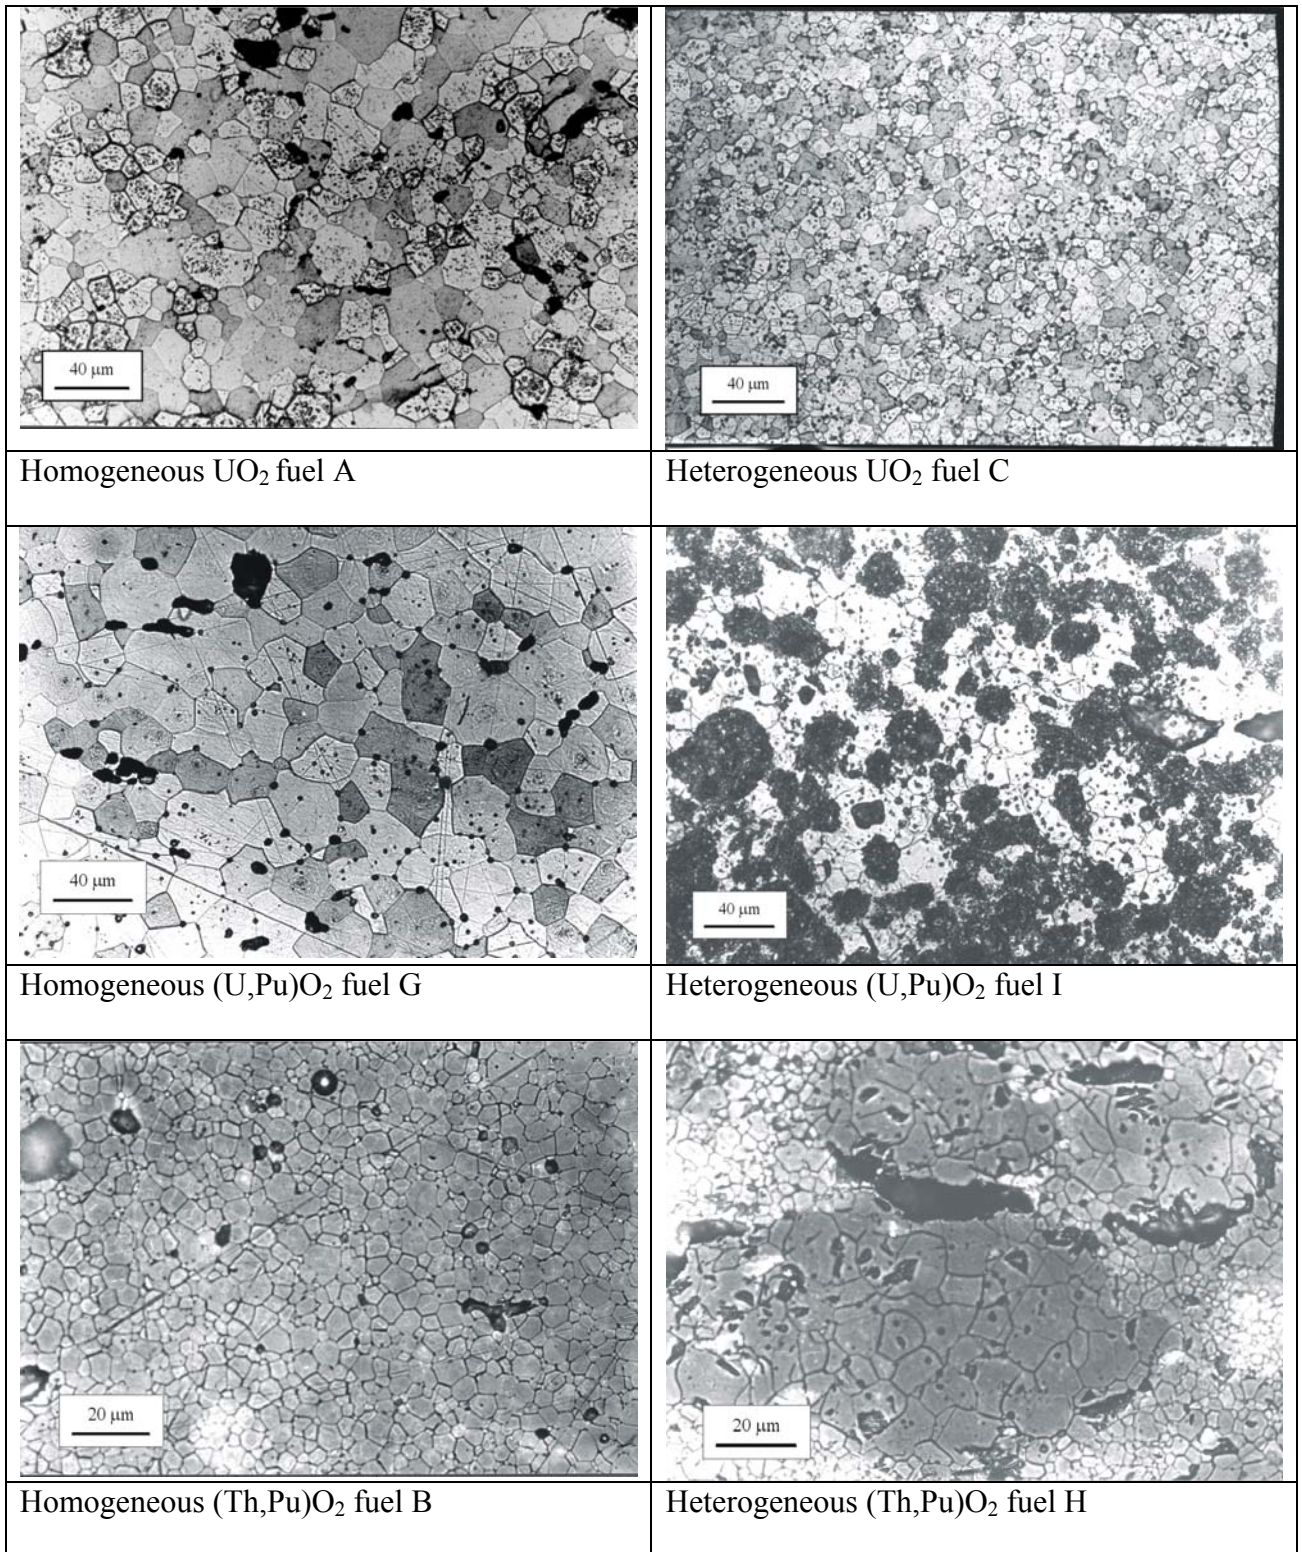 40 μm
40 μm
Homogeneous UO₂ fuel A
Heterogeneous UO₂ fuel C
40 μm
40 μm
Homogeneous (U,Pu)O₂ fuel G
Heterogeneous (U,Pu)O₂ fuel I
20 μm
20 μm
Homogeneous (Th,Pu)O₂ fuel B
Heterogeneous (Th,Pu)O₂ fuel H